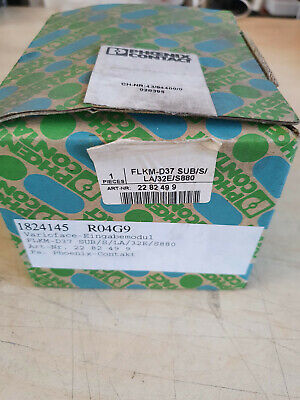 PHOENIX
CONTACT
1
PIECES
FLKM-D37 SUB/S/
LA/32E/S880
ART-NR. 22 82 49 9
1824145 R04G9
Varioface-Eingabemodul
FLKM-D37 SUB/S/LA/32E/S880
Art-Nr. 22 82 49 9
Fa. Phoenix-Contakt